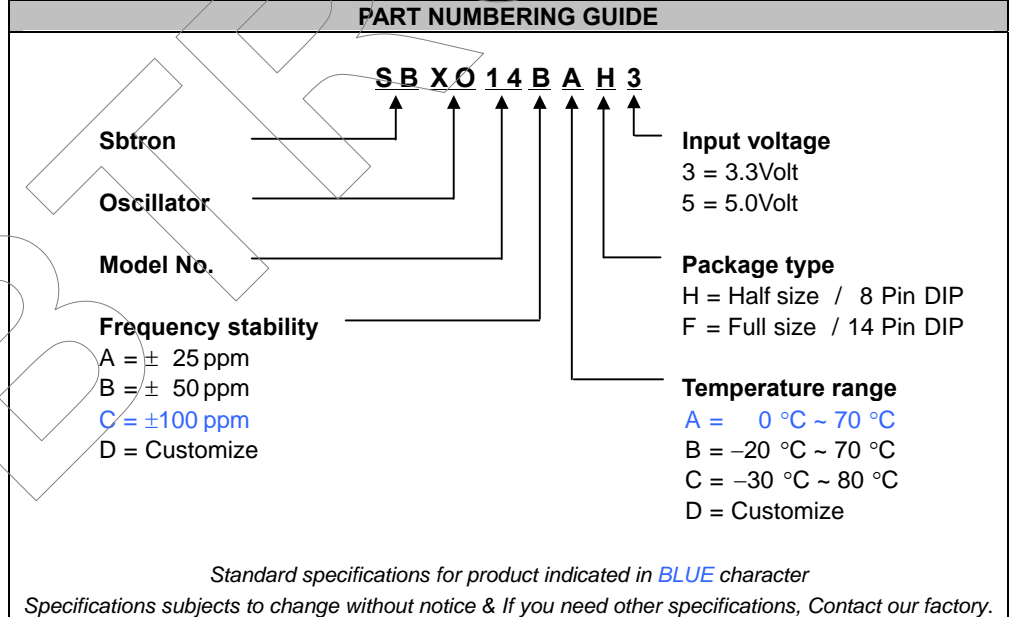 PART NUMBERING GUIDE
SB XO 14 B A H 3
Sbtron
Oscillator
Model No.
Frequency stability
A = ± 25 ppm
B = ± 50 ppm
C = ±100 ppm
D = Customize
Input voltage
3 = 3.3Volt
5 = 5.0Volt
Package type
H = Half size / 8 Pin DIP
F = Full size / 14 Pin DIP
Temperature range
A = 0 °C ~ 70 °C
B = −20 °C ~ 70 °C
C = −30 °C ~ 80 °C
D = Customize
Standard specifications for product indicated in BLUE character
Specifications subjects to change without notice & If you need other specifications, Contact our factory.